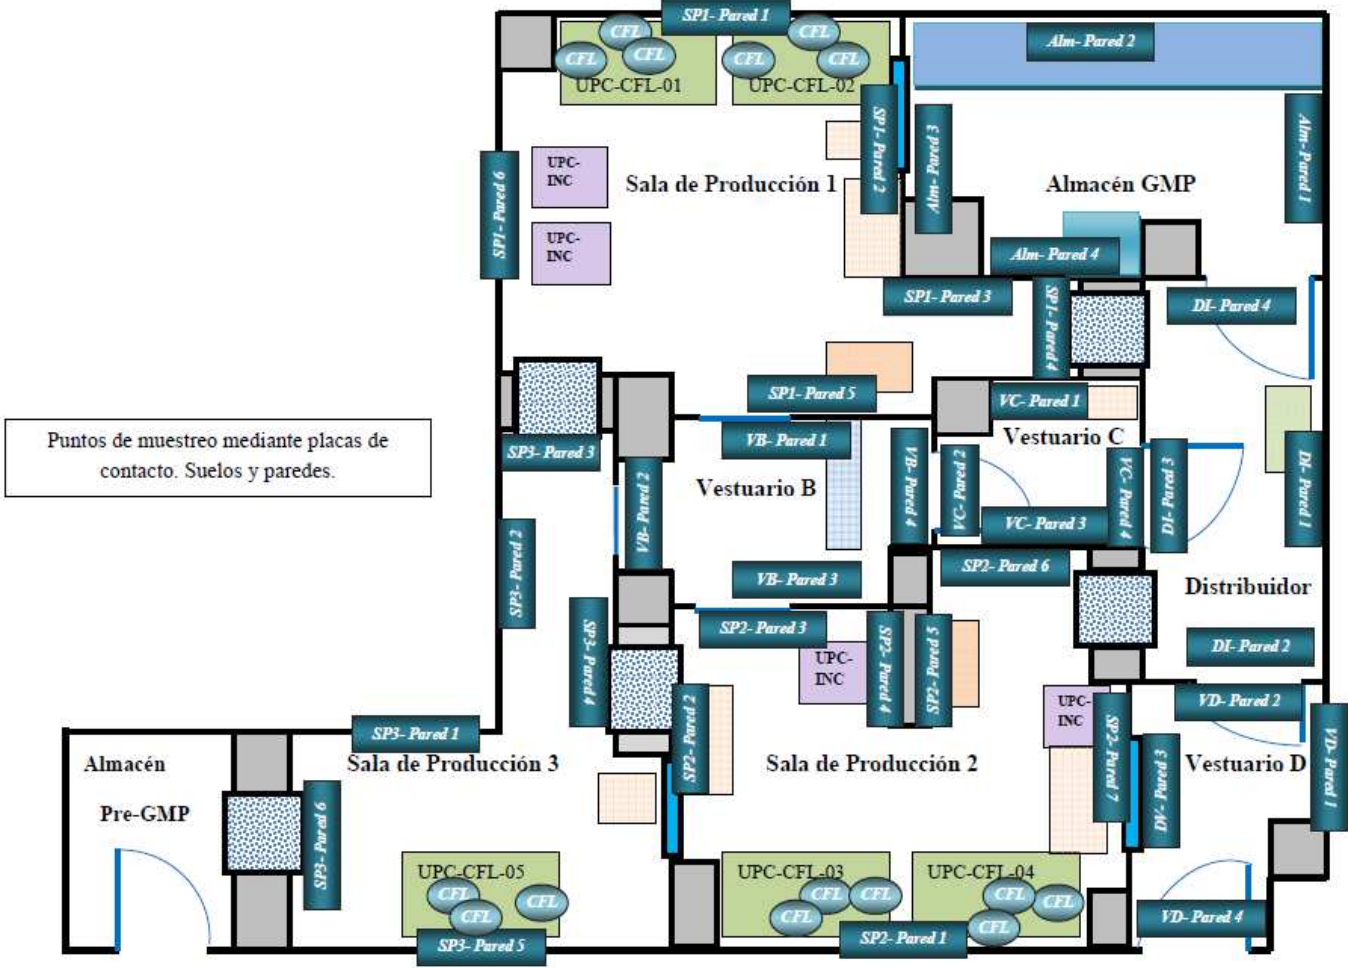 SP1- Pared 1
CFL
CFL
CFL
CFL
CFL
CFL
UPC-CFL-01
UPC-CFL-02
Alm- Pared 2
SP1- Pared 2
Alm- Pared 3
Alm- Pared 1
UPC-
INC
SP1- Pared 6
Sala de Producción 1
Almacén GMP
UPC-
INC
Alm- Pared 4
SP1- Pared 3
SP1- Pared 4
DI- Pared 4
SP1- Pared 5
VC- Pared 1
Puntos de muestreo mediante placas de
contacto. Suelos y paredes.
SP3- Pared 3
VB- Pared 1
Vestuario C
VB- Pared 2
Vestuario B
VB- Pared 4
VC- Pared 2
VC- Pared 4
DI- Pared 3
DI- Pared 1
VC- Pared 3
SP3- Pared 2
SP2- Pared 6
VB- Pared 3
Distribuidor
SP3- Pared 4
SP2- Pared 3
SP2- Pared 4
SP2- Pared 5
DI- Pared 2
UPC-
INC
UPC-
INC
VD- Pared 2
SP3- Pared 1
SP2- Pared 2
SP2- Pared 7
DV- Pared 3
VD- Pared 1
Almacén
Pre-GMP
Sala de Producción 3
Sala de Producción 2
Vestuario D
SP3- Pared 6
UPC-CFL-05
UPC-CFL-03
UPC-CFL-04
CFL
CFL
CFL
CFL
CFL
CFL
CFL
CFL
CFL
VD- Pared 4
SP3- Pared 5
SP2- Pared 1